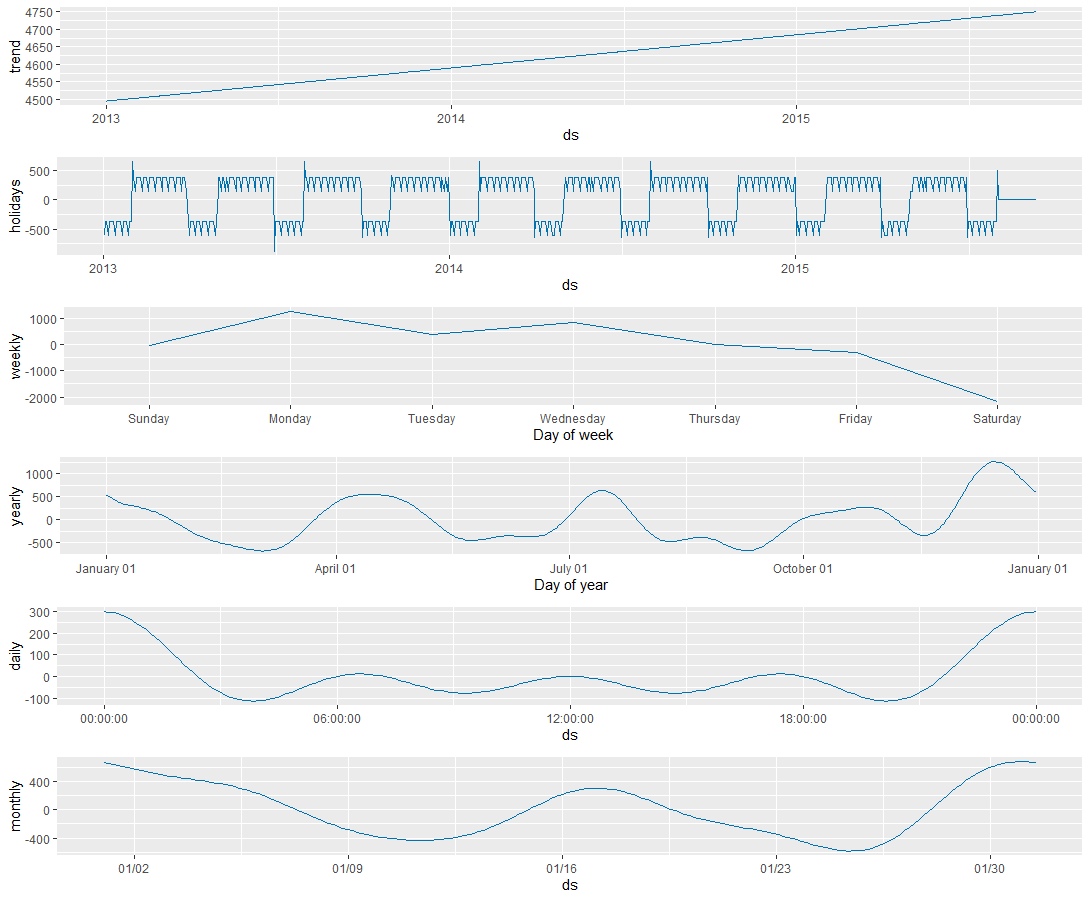 trend
4750
4700
4650
4600
4550
4500
2013 2014 2015
ds
holidays
500
0
-500
2013 2014 2015
ds
weekly
1000
0
-1000
-2000
Sunday Monday Tuesday Wednesday Thursday Friday Saturday
Day of week
yearly
1000
500
0
-500
January 01 April 01 July 01 October 01 January 01
Day of year
daily
300
200
100
0
-100
00:00:00 06:00:00 12:00:00 18:00:00 00:00:00
ds
monthly
400
0
-400
01/02 01/09 01/16 01/23 01/30
ds